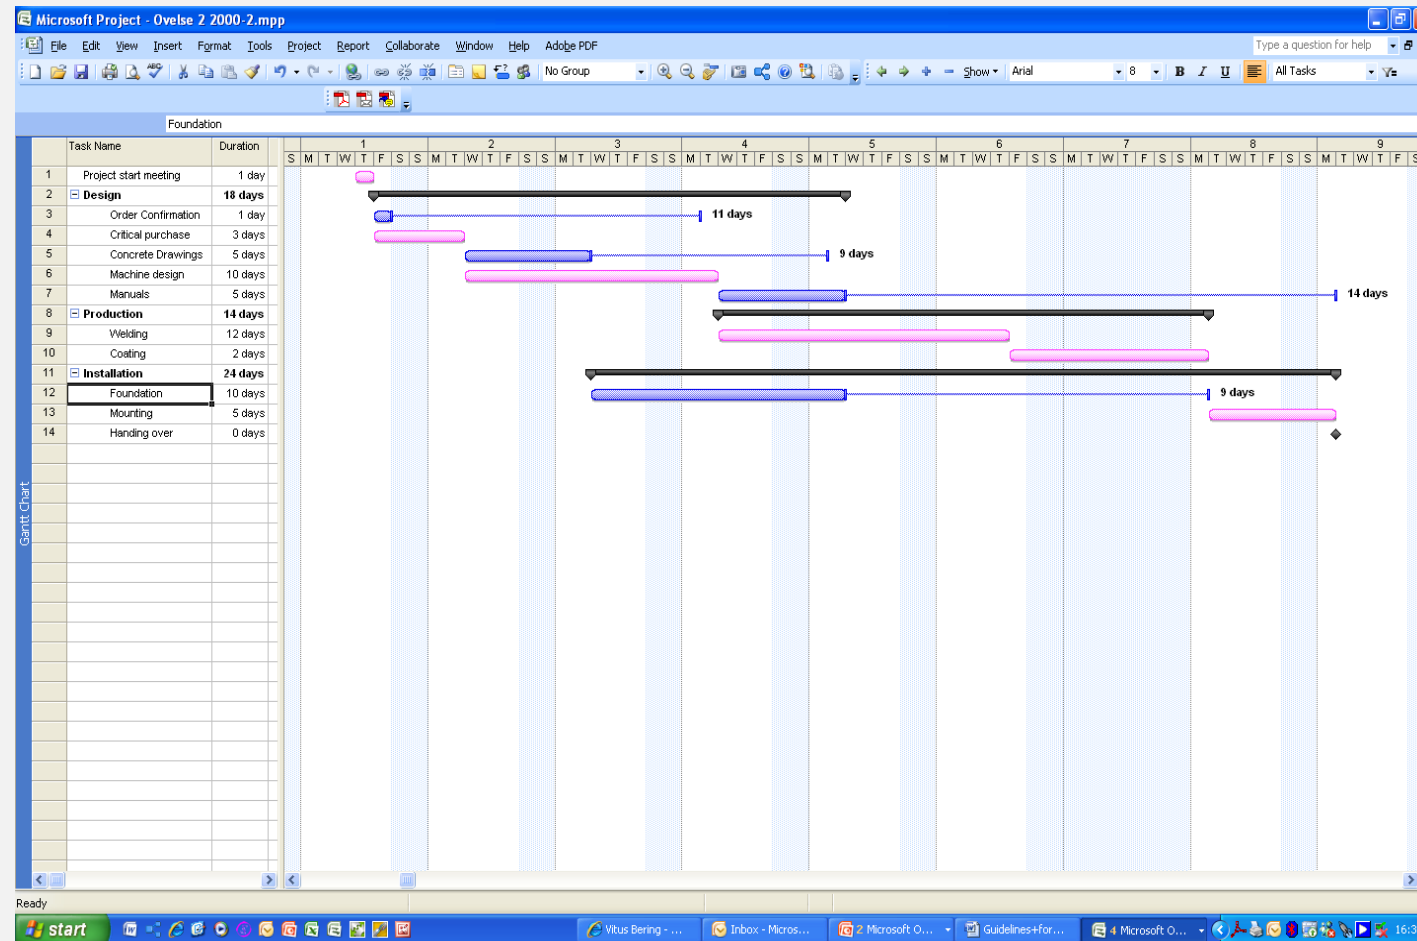 Microsoft Project - Ovelse 2 2000-2.mpp
File Edit View Insert Format Tools Project Report Collaborate Window Help Adobe PDF Type a question for help
No Group Show Arial 8 B I U All Tasks
Foundation
Task Name Duration 1 2 3 4 5 6 7 8 9
S M T W T F S S M T W T F S S M T W T F S S M T W T F S S M T W T F S S M T W T F S S M T W T F S S M T W T F S S M T W T F S
1 Project start meeting 1 day
2 Design 18 days
3 Order Confirmation 1 day 11 days
4 Critical purchase 3 days
5 Concrete Drawings 5 days 9 days
6 Machine design 10 days
7 Manuals 5 days 14 days
8 Production 14 days
9 Welding 12 days
10 Coating 2 days
11 Installation 24 days
12 Foundation 10 days 9 days
13 Mounting 5 days
14 Handing over 0 days
Gantt Chart
Ready
start Vitus Bering - ... Inbox - Micros... 2 Microsoft O... Guidelines+for... 4 Microsoft O... 16:3